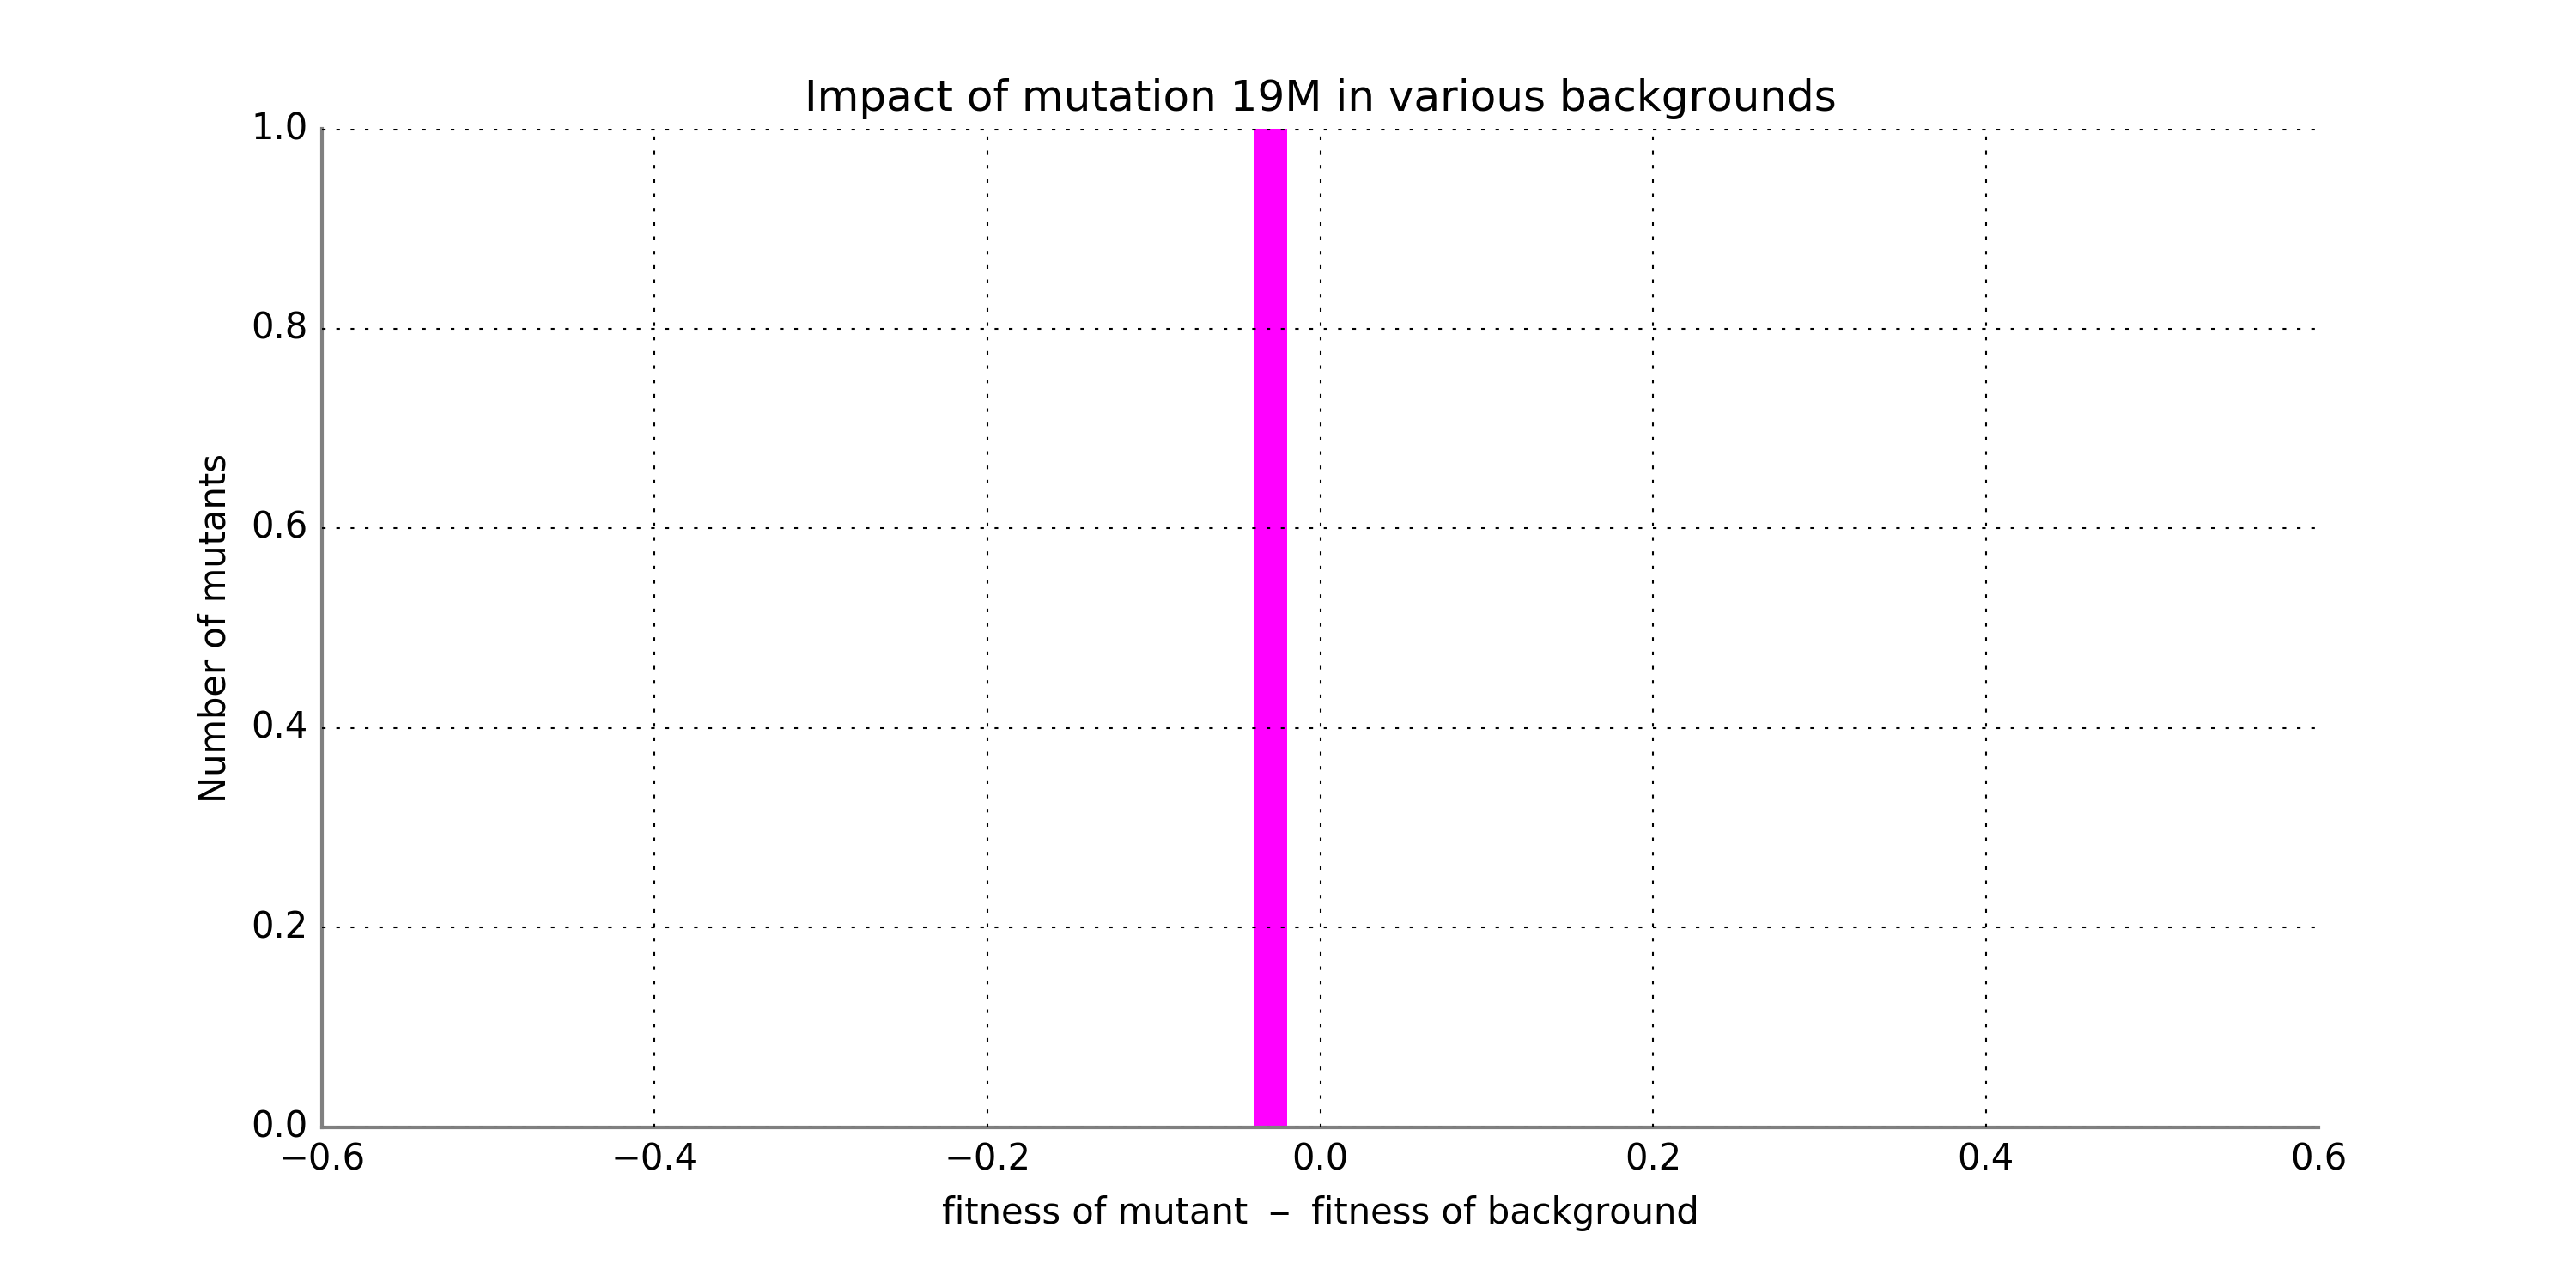 Impact of mutation 19M in various backgrounds
1.0
0.8
0.6
0.4
0.2
0.0
Number of mutants
−0.6 −0.4 −0.2 0.0 0.2 0.4 0.6
fitness of mutant − fitness of background